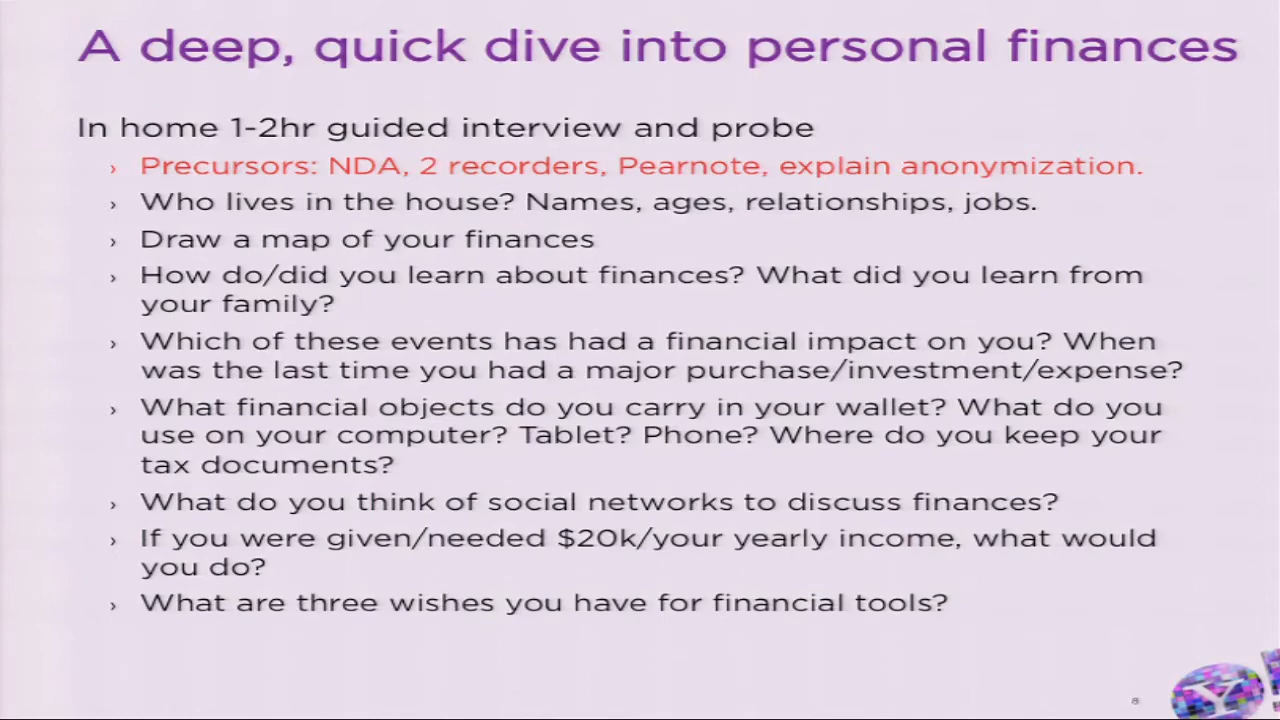 A deep, quick dive into personal finances
In home 1-2hr guided interview and probe
› Precursors: NDA, 2 recorders, Pearnote, explain anonymization.
› Who lives in the house? Names, ages, relationships, jobs.
› Draw a map of your finances
› How do/did you learn about finances? What did you learn from
your family?
› Which of these events has had a financial impact on you? When
was the last time you had a major purchase/investment/expense?
› What financial objects do you carry in your wallet? What do you
use on your computer? Tablet? Phone? Where do you keep your
tax documents?
› What do you think of social networks to discuss finances?
› If you were given/needed $20k/your yearly income, what would
you do?
› What are three wishes you have for financial tools?
8
Y!